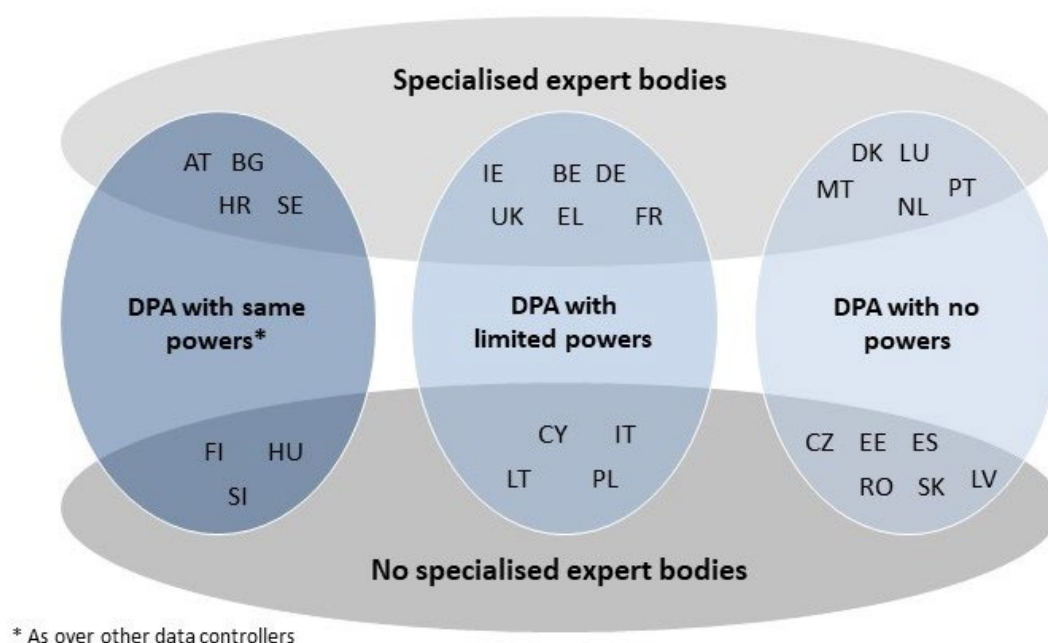 Specialised expert bodies
AT BG
HR SE
IE BE DE
UK EL FR
DK LU
MT PT
NL
DPA with same
powers*
DPA with
limited powers
DPA with no
powers
FI HU
SI
CY IT
LT PL
CZ EE ES
RO SK LV
No specialised expert bodies
* As over other data controllers